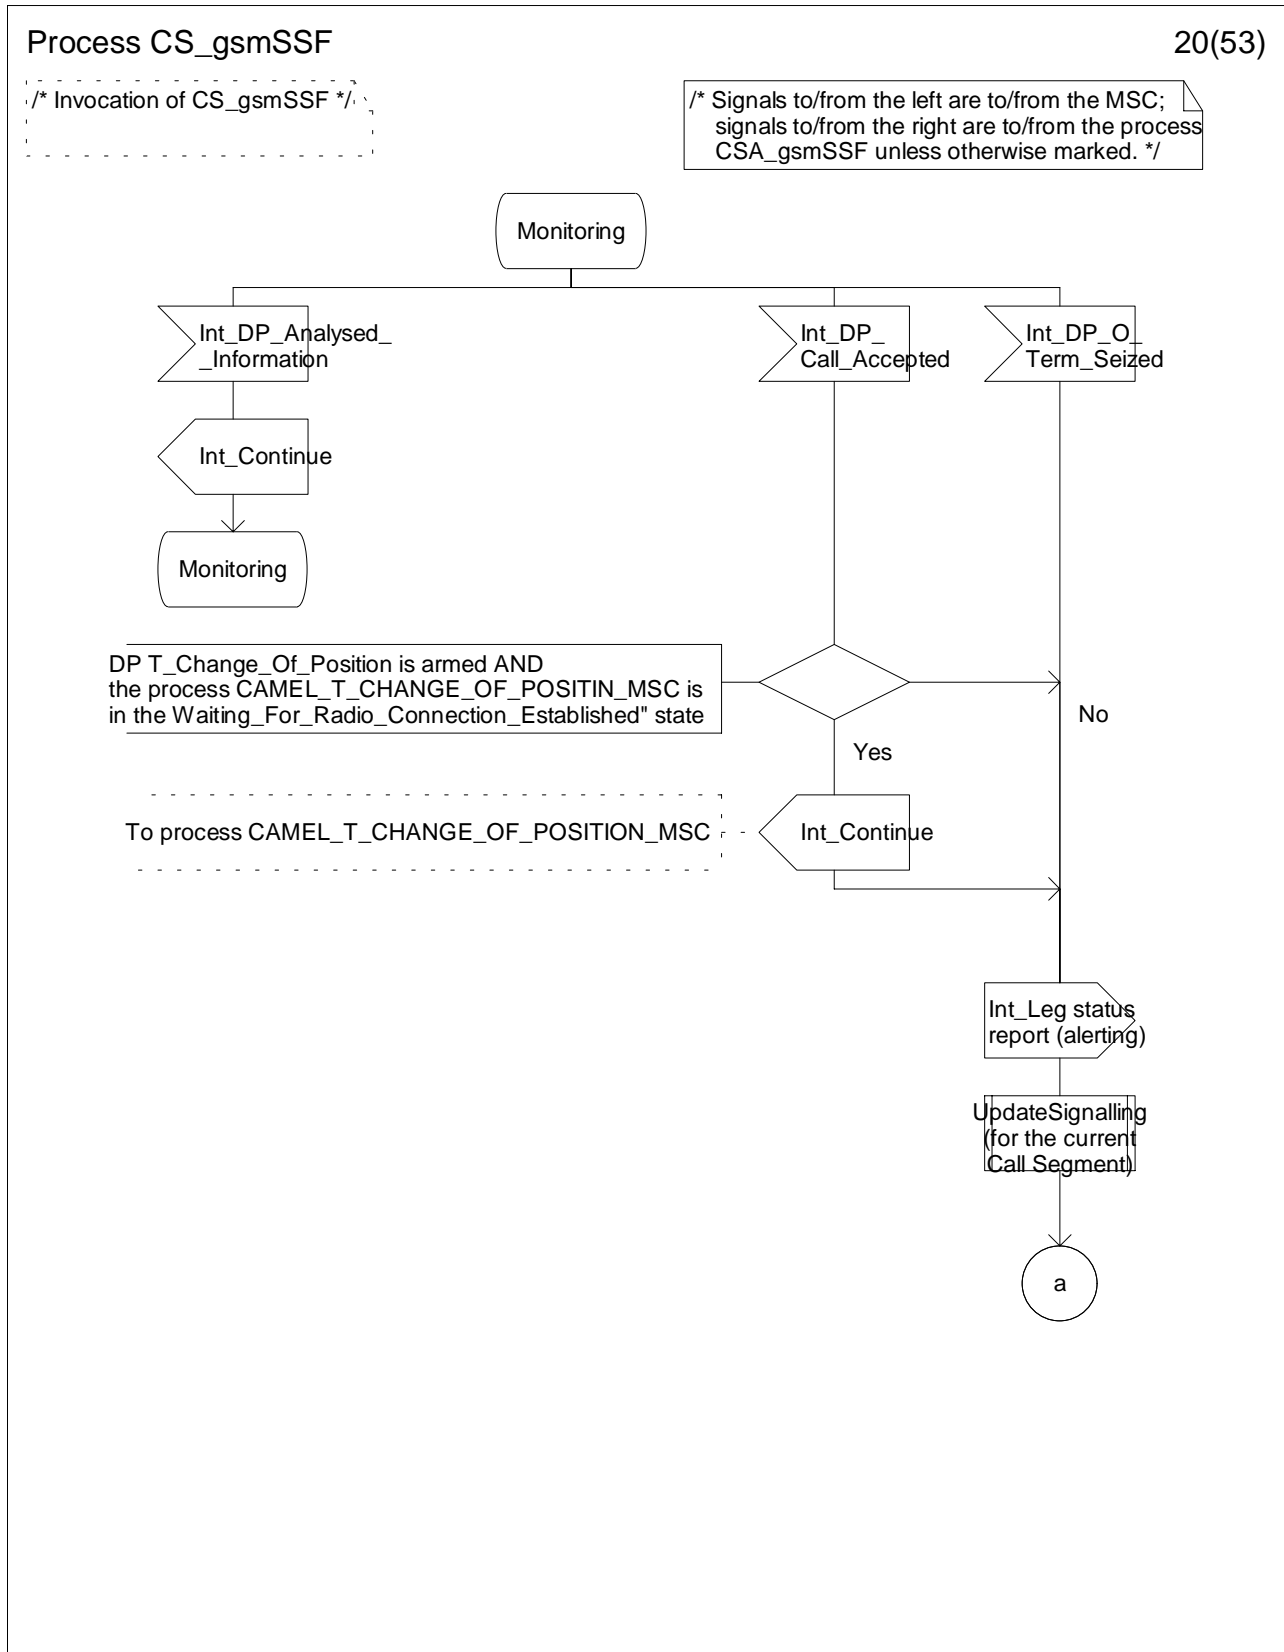 Process CS_gsmSSF
20(53)
/* Invocation of CS_gsmSSF */
/* Signals to/from the left are to/from the MSC;
signals to/from the right are to/from the process
CSA_gsmSSF unless otherwise marked. */
Monitoring
Int_DP_Analysed_
_Information
Int_DP_
Call_Accepted
Int_DP_O_
Term_Seized
Int_Continue
Monitoring
DP T_Change_Of_Position is armed AND
the process CAMEL_T_CHANGE_OF_POSITIN_MSC is
in the Waiting_For_Radio_Connection_Established" state
No
Yes
To process CAMEL_T_CHANGE_OF_POSITION_MSC
Int_Continue
Int_Leg status
report (alerting)
UpdateSignalling
(for the current
Call Segment)
a